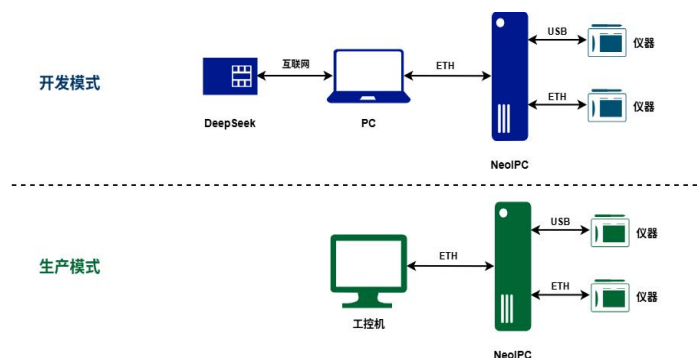 USB
仪器
互联网
ETH
开发模式
ETH
仪器
DeepSeek
PC
NeoIPC
USB
仪器
ETH
生产模式
ETH
仪器
工控机
NeoIPC